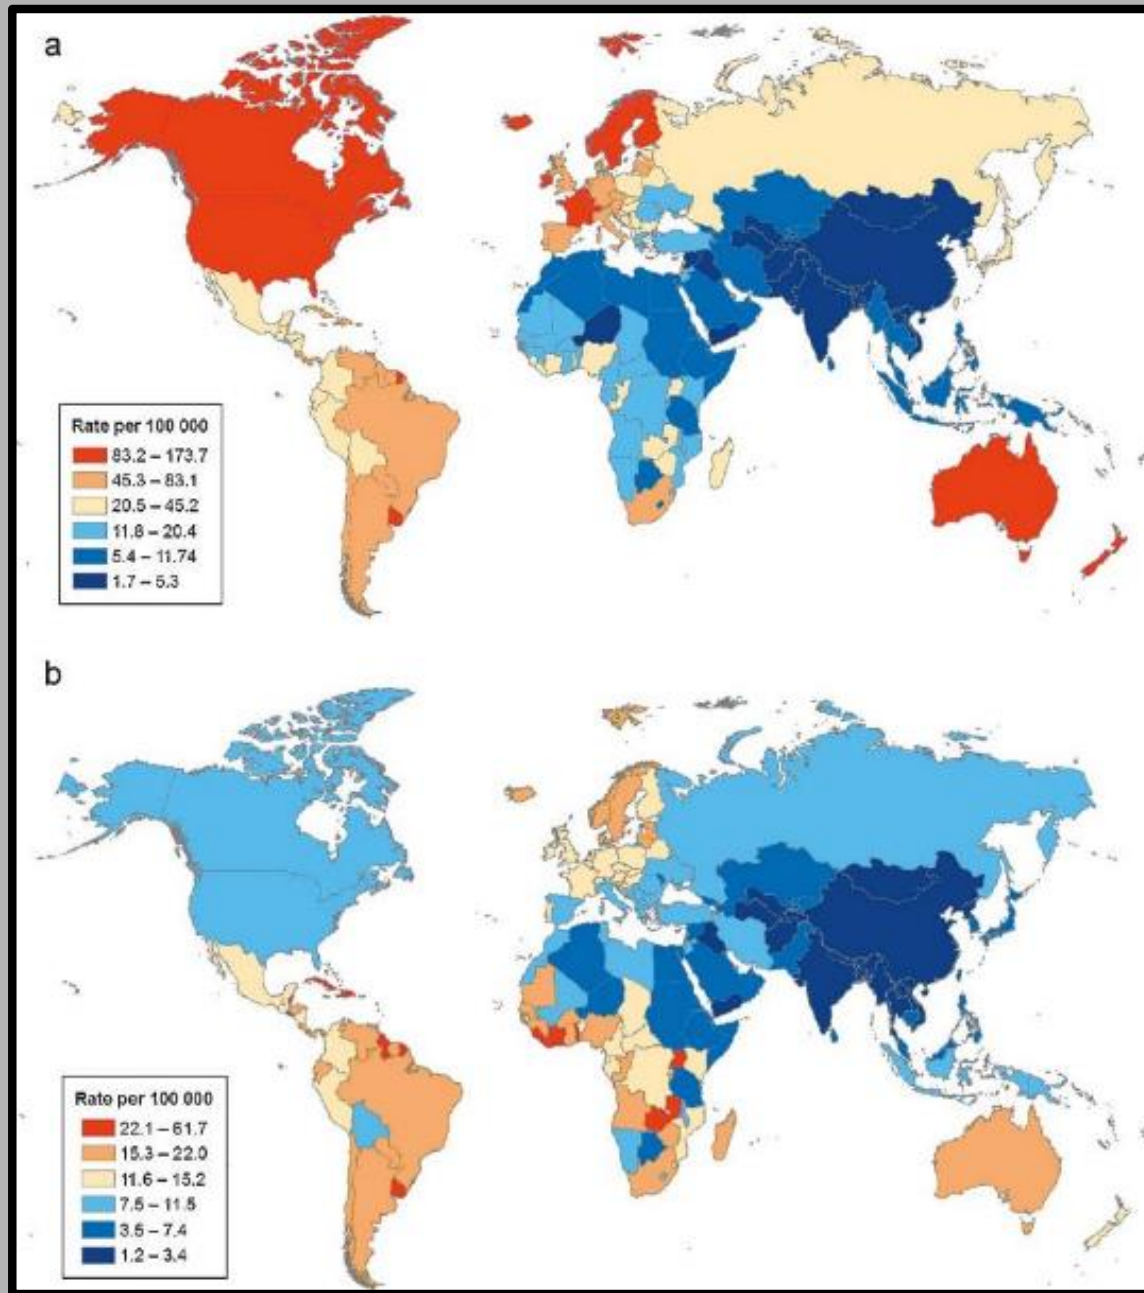 a
Rate per 100 000
83.2 – 173.7
45.3 – 83.1
20.5 – 45.2
11.8 – 20.4
5.4 – 11.74
1.7 – 5.3
b
Rate per 100 000
22.1 – 61.7
15.3 – 22.0
11.6 – 15.2
7.5 – 11.5
3.5 – 7.4
1.2 – 3.4